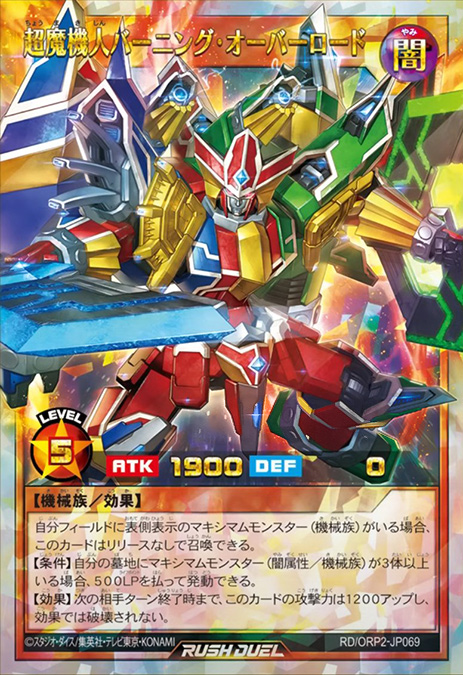 超魔機人バーニング・オーバーロード
闇
LEVEL
5
ATK 1900 DEF 0
【機械族/効果】
自分フィールドに表側表示のマキシマムモンスター(機械族)がいる場合、
このカードはリリースなしで召喚できる。
【条件】自分の墓地にマキシマムモンスター(闇属性/機械族)が3体以上
いる場合、500LPを払って発動できる。
【効果】次の相手ターン終了時まで、このカードの攻撃力は1200アップし、
効果では破壊されない。
©スタジオ・ダイス/集英社・テレビ東京・KONAMI
RUSH DUEL
RD/ORP2-JP069